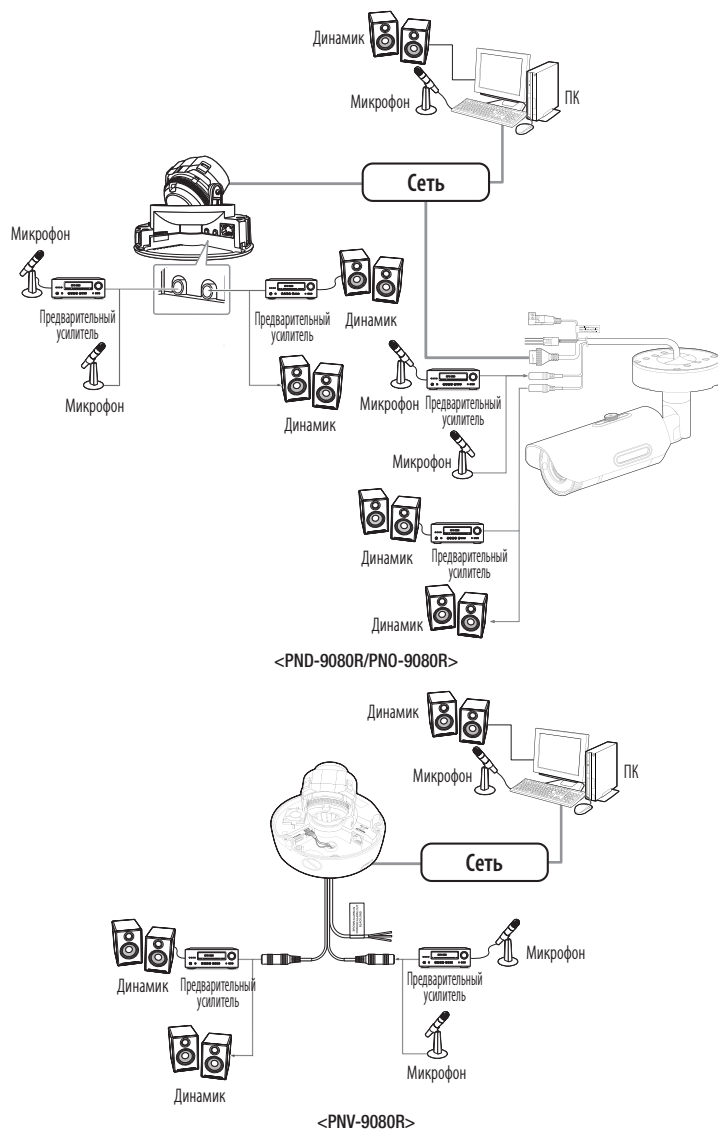 Динамик
Микрофон
ПК
Сеть
Микрофон
Предварительный
усилитель
Микрофон
Предварительный
усилитель
Динамик
Динамик
Микрофон
Предварительный
усилитель
Микрофон
Динамик
Предварительный
усилитель
Динамик
<PND-9080R/PNO-9080R>
Динамик
Микрофон
ПК
Сеть
Динамик
Предварительный
усилитель
Динамик
Предварительный
усилитель
Микрофон
Микрофон
<PNV-9080R>